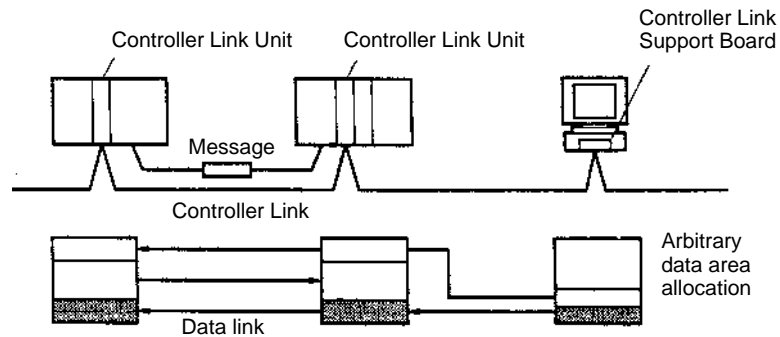 Controller Link Unit
Controller Link Unit
Controller Link
Support Board
Message
Controller Link
Arbitrary
data area
allocation
Data link